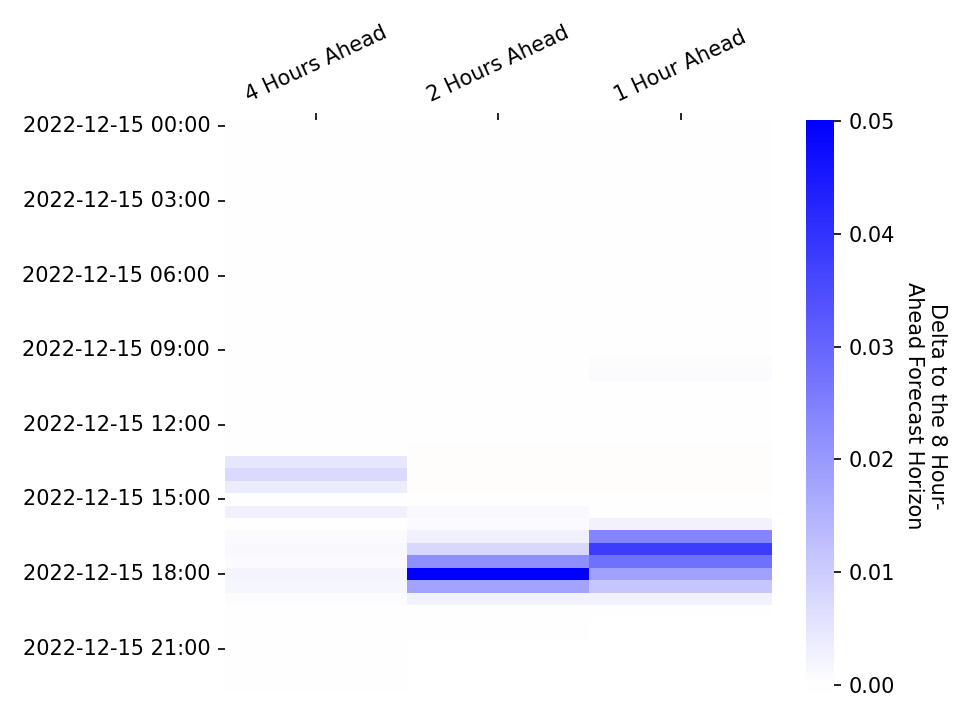 4 Hours Ahead
2 Hours Ahead
1 Hour Ahead
2022-12-15 00:00
2022-12-15 03:00
2022-12-15 06:00
2022-12-15 09:00
2022-12-15 12:00
2022-12-15 15:00
2022-12-15 18:00
2022-12-15 21:00
0.05
0.04
0.03
0.02
0.01
0.00
Delta to the 8 Hour-
Ahead Forecast Horizon